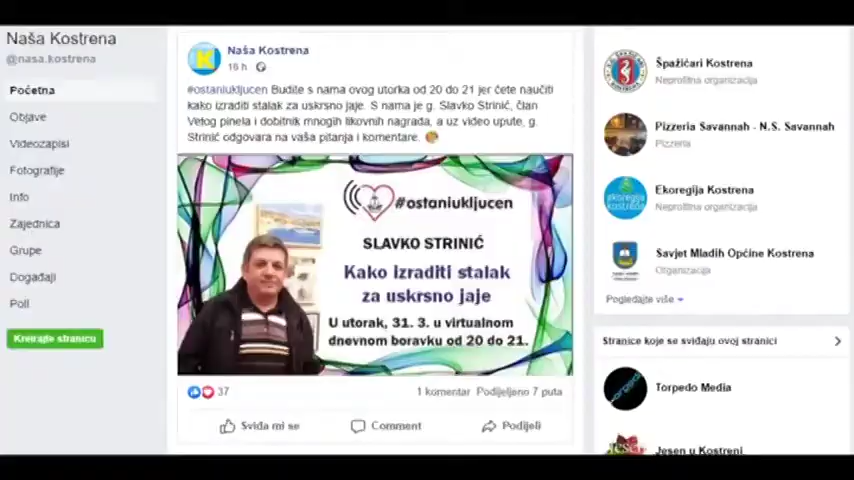 Naša Kostrena
@nasa.kostrena
Početna
Objave
Videozapisi
Fotografije
Info
Zajednica
Grupe
Događaji
Poll
Kreirajte stranicu
Naša Kostrena
16 h
#ostaniukljucen Budite s nama ovog utorka od 20 do 21 jer ćete naučiti
kako izraditi stalak za uskrsno jaje. S nama je g. Slavko Strinić, član
Vetog pinela i dobitnik mnogih likovnih nagrada, a uz video upute, g.
Strinić odgovara na vaša pitanja i komentare.
#ostaniukljucen
SLAVKO STRINIĆ
Kako izraditi stalak
za uskrsno jaje
U utorak, 31. 3. u virtualnom
dnevnom boravku od 20 do 21.
37
1 komentar Podijeljeno 7 puta
Sviđa mi se
Comment
Podijeli
Špažičari Kostrena
Neprofitna organizacija
Pizzeria Savannah - N.S. Savannah
Pizzeria
Ekoregija Kostrena
Neprofitna organizacija
Savjet Mladih Općine Kostrena
Organizacija
Pogledajte više
Stranice koje se sviđaju ovoj stranici
Torpedo Media
Jesen u Kostreni